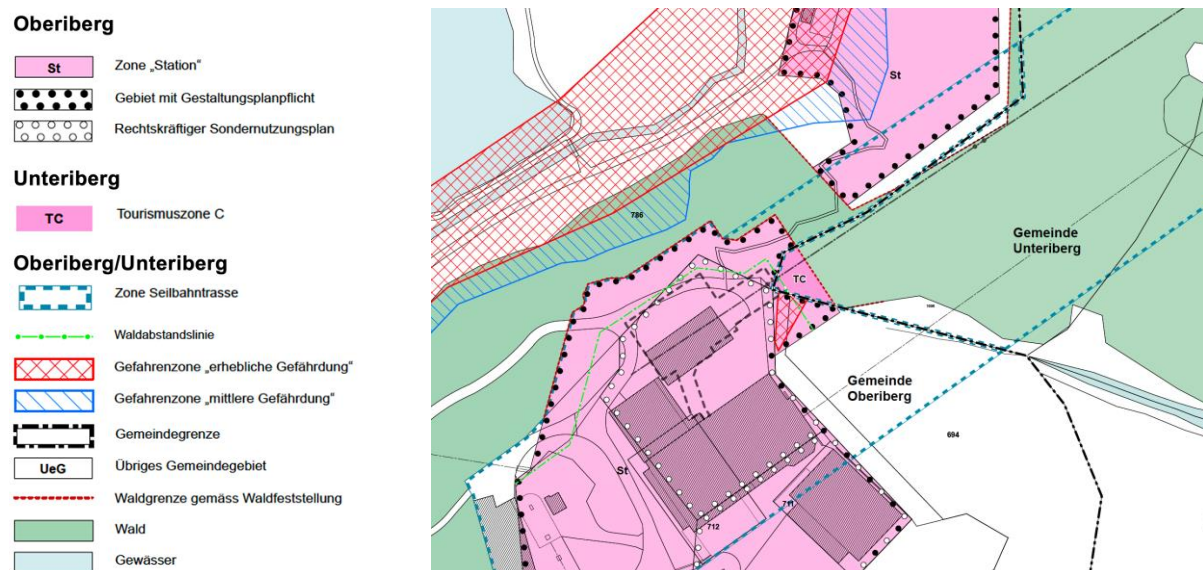 Oberiberg
St Zone „Station"
Gebiet mit Gestaltungsplanpflicht
Rechtskräftiger Sondernutzungsplan
Unteriberg
TC Tourismuszone C
Oberiberg/Unteriberg
Zone Seilbahntrasse
Waldabstandslinie
Gefahrenzone „erhebliche Gefährdung"
Gefahrenzone „mittlere Gefährdung"
Gemeindegrenze
UeG Übriges Gemeindegebiet
Waldgrenze gemäss Waldfeststellung
Wald
Gewässer
St
786
Gemeinde
Unteriberg
TC
Gemeinde
Oberiberg
694
St
711
712